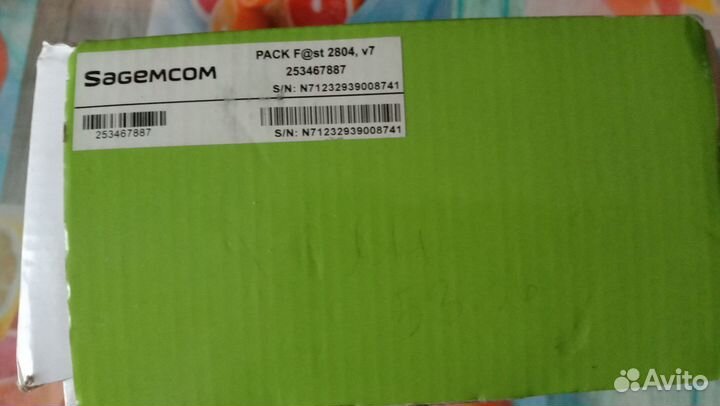 PACK F@st 2804, v7
SAGEMCOM
253467887
S/N: N71232939008741
253467887
S/N: N71232939008741
Avito